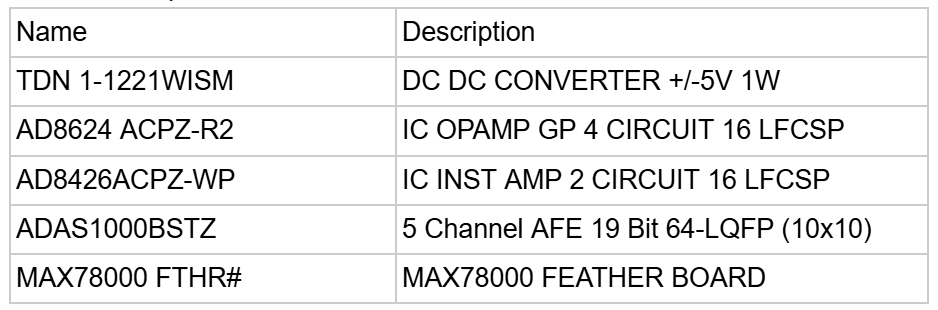 Name Description
TDN 1-1221WISM DC DC CONVERTER +/-5V 1W
AD8624 ACPZ-R2 IC OPAMP GP 4 CIRCUIT 16 LFCSP
AD8426ACPZ-WP IC INST AMP 2 CIRCUIT 16 LFCSP
ADAS1000BSTZ 5 Channel AFE 19 Bit 64-LQFP (10x10)
MAX78000 FTHR# MAX78000 FEATHER BOARD